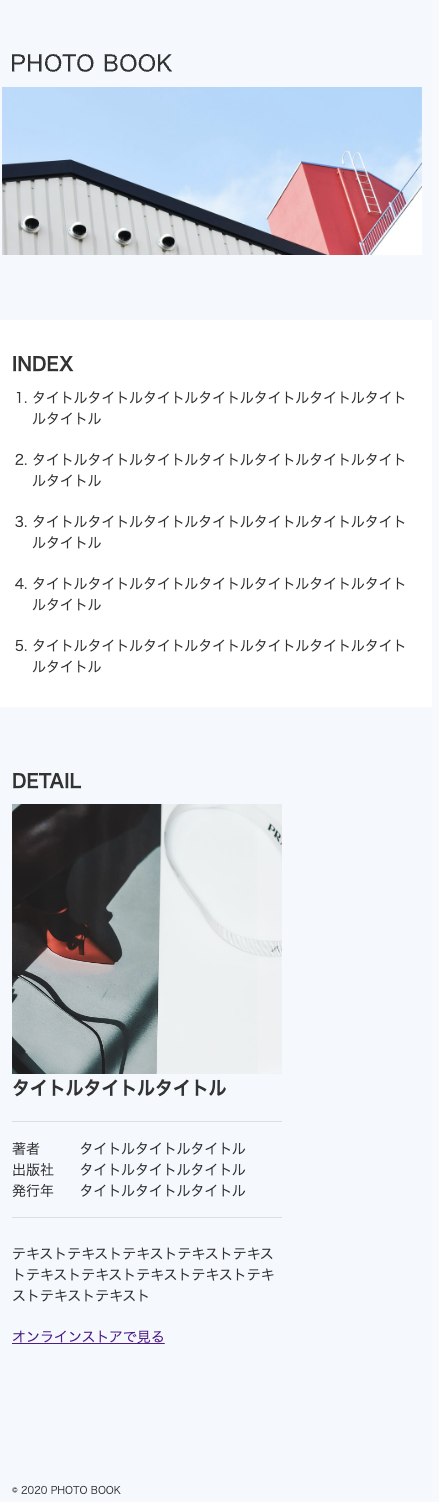 PHOTO BOOK
INDEX
1. タイトルタイトルタイトルタイトルタイトルタイトルタイト
ルタイトル
2. タイトルタイトルタイトルタイトルタイトルタイトルタイト
ルタイトル
3. タイトルタイトルタイトルタイトルタイトルタイトルタイト
ルタイトル
4. タイトルタイトルタイトルタイトルタイトルタイトルタイト
ルタイトル
5. タイトルタイトルタイトルタイトルタイトルタイトルタイト
ルタイトル
DETAIL
タイトルタイトルタイトル
著者 タイトルタイトルタイトル
出版社 タイトルタイトルタイトル
発行年 タイトルタイトルタイトル
テキストテキストテキストテキストテキス
トテキストテキストテキストテキストテキ
ストテキストテキスト
オンラインストアで見る
© 2020 PHOTO BOOK